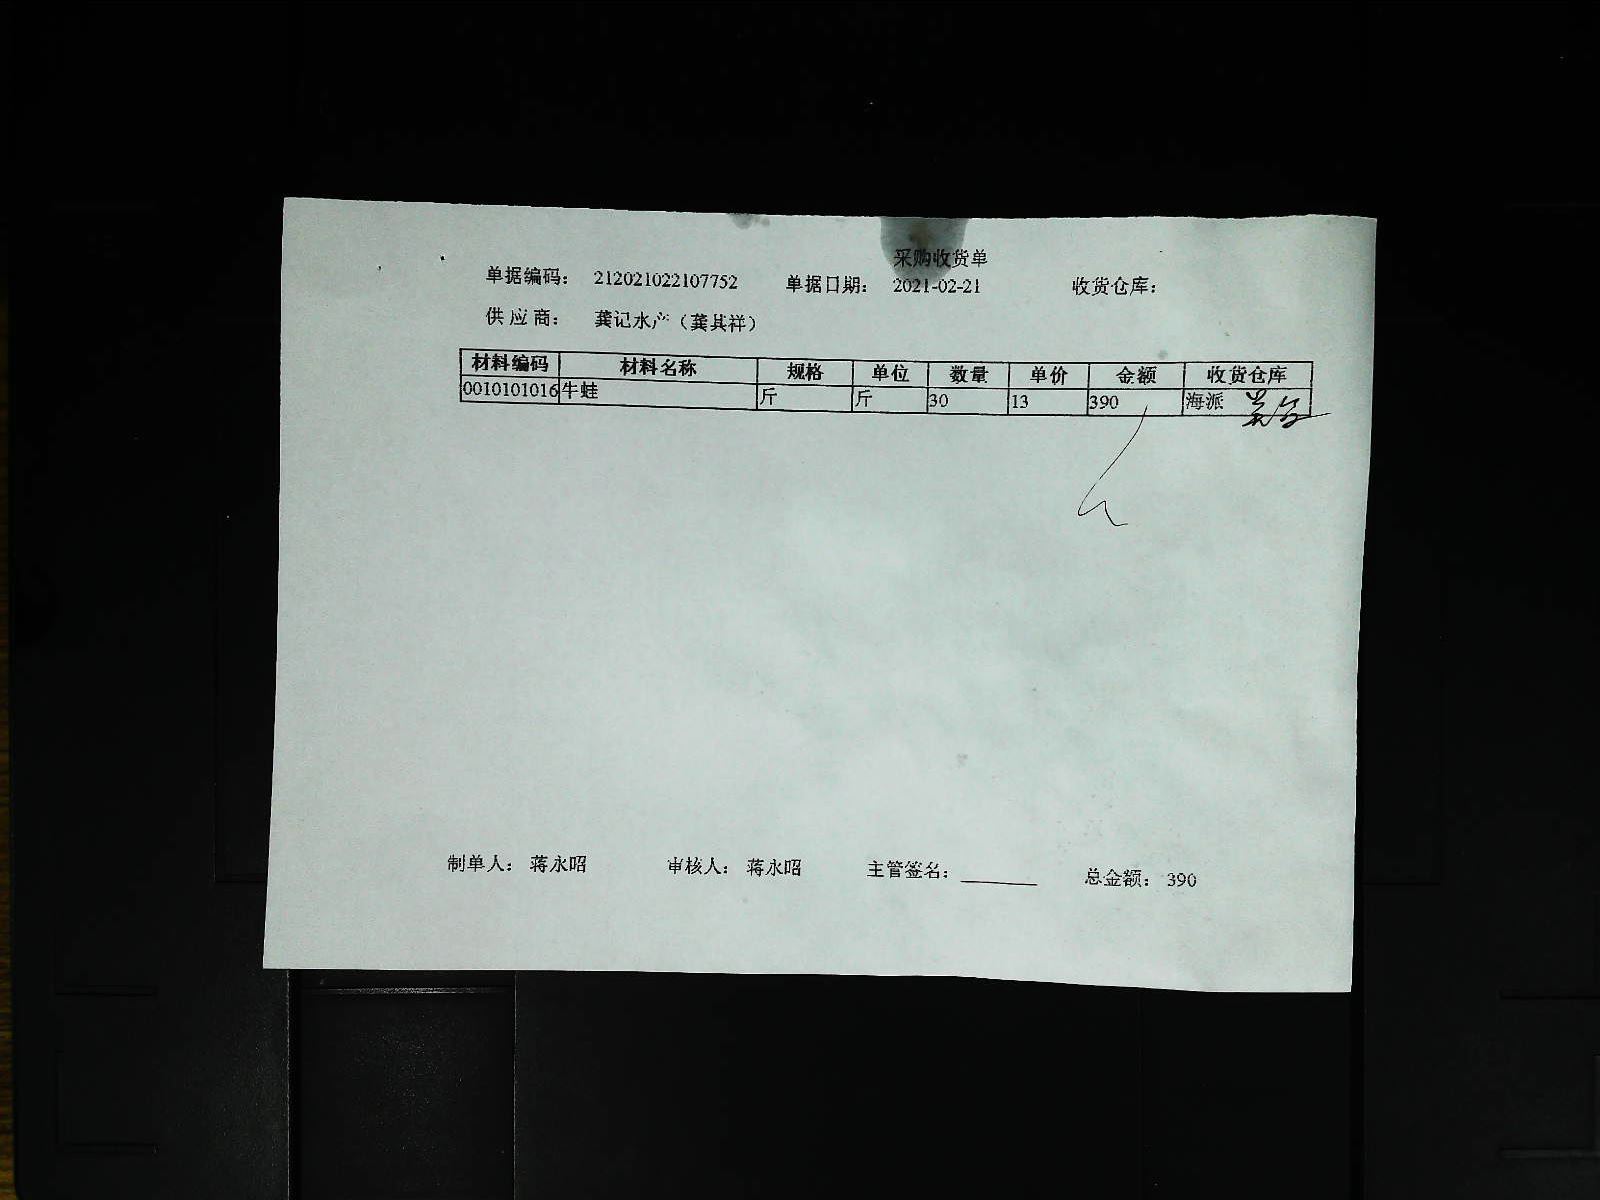 采购收货单
单据编码： 212021022107752 单据日期： 2021-02-21 收货仓库：
供 应 商： 龚记水产（龚其祥）
材料编码 材料名称 规格 单位 数量 单价 金额 收货仓库
0010101016 牛蛙 斤 斤 30 13 390 海派
制单人： 蒋永昭 审核人： 蒋永昭 主管签名： 总金额： 390